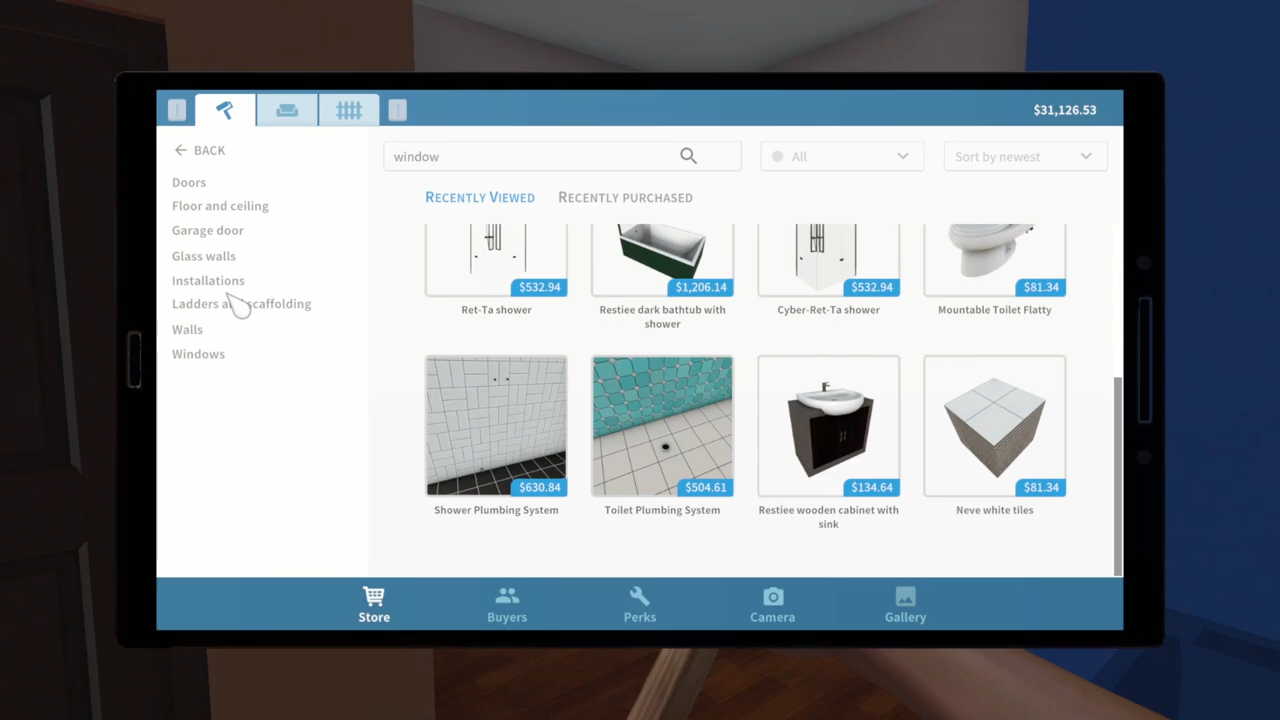 $31,126.53
BACK
Doors
Floor and ceiling
Garage door
Glass walls
Installations
Ladders scaffolding
Walls
Windows
window
All
Sort by newest
RECENTLY VIEWED
RECENTLY PURCHASED
$532.94
$1,206.14
$532.94
$81.34
Ret-Ta shower
Restiee dark bathtub with
shower
Cyber-Ret-Ta shower
Mountable Toilet Flatty
$630.84
$504.61
$134.64
$81.34
Shower Plumbing System
Toilet Plumbing System
Restiee wooden cabinet with
sink
Neve white tiles
Store
Buyers
Perks
Camera
Gallery